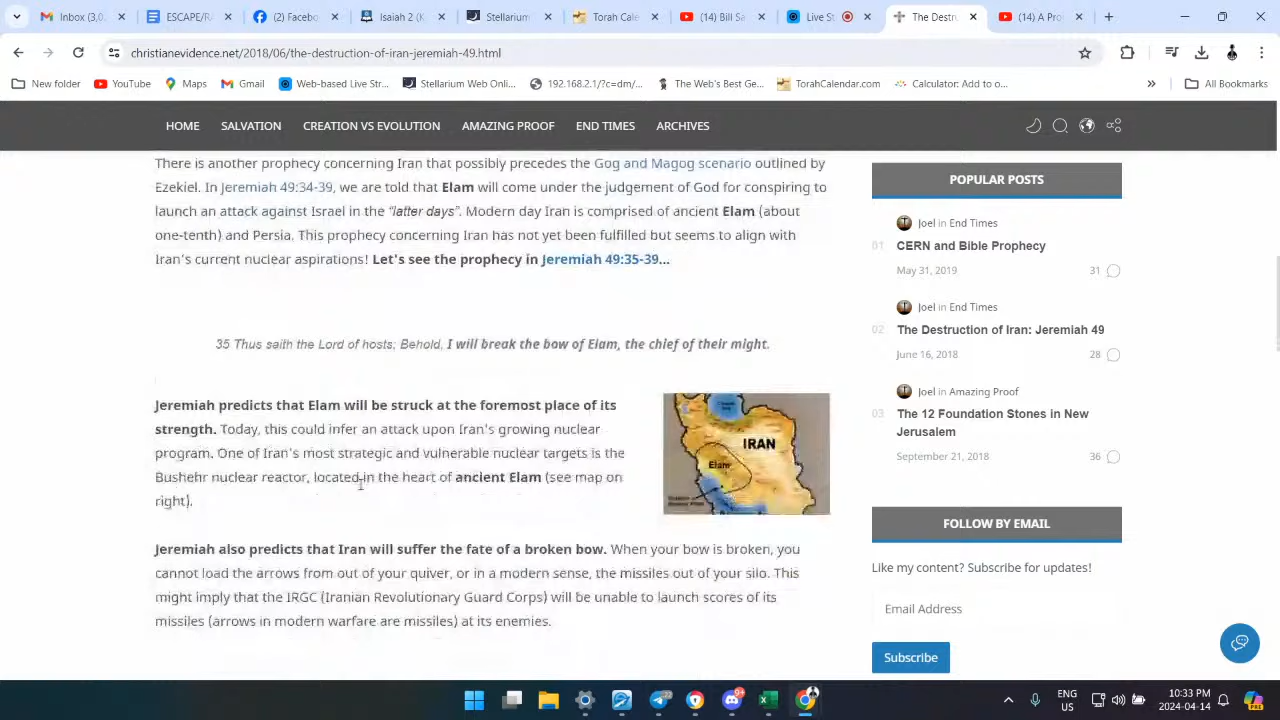 (14) Inbox (3,0
ESCAPE/R
(2) Facebo
Isaiah 2 (K
Stellarium
Torah Cale
(14) Bill Sa
Live St
The Destr
(14) A Pro
christianevidence.net/2018/06/the-destruction-of-iran-jeremiah-49.html
New folder
YouTube
Maps
Gmail
Web-based Live Str...
Stellarium Web Onli...
192.168.2.1/?c=dm/...
The Web's Best Ge...
TorahCalendar.com
Calculator: Add to o...
All Bookmarks
HOME
SALVATION
CREATION VS EVOLUTION
AMAZING PROOF
END TIMES
ARCHIVES
There is another prophecy concerning Iran that possibly precedes the Gog and Magog scenario outlined by
Ezekiel. In Jeremiah 49:34-39, we are told that Elam will come under the judgement of God for conspiring to
launch an attack against Israel in the "latter days". Modern day Iran is comprised of ancient Elam (about
one-tenth) and Persia. This prophecy concerning Iran has not yet been fulfilled but seems to align with
Iran's current nuclear aspirations! Let's see the prophecy in Jeremiah 49:35-39...
35 Thus saith the Lord of hosts; Behold, I will break the bow of Elam, the chief of their might.
Jeremiah predicts that Elam will be struck at the foremost place of its
strength. Today, this could infer an attack upon Iran's growing nuclear
program. One of Iran's most strategic and vulnerable nuclear targets is the
Bushehr nuclear reactor, located in the heart of ancient Elam (see map on
right).
IRAN
Elam
Jeremiah also predicts that Iran will suffer the fate of a broken bow. When your bow is broken, you
cannot load the arrows from out of your quiver, or in a modern sense, the missiles out of your silo. This
might imply that the IRGC (Iranian Revolutionary Guard Corps) will be unable to launch scores of its
missiles (arrows in modern warfare are missiles) at its enemies.
POPULAR POSTS
Joel in End Times
01
CERN and Bible Prophecy
May 31, 2019
31
Joel in End Times
02
The Destruction of Iran: Jeremiah 49
June 16, 2018
28
Joel in Amazing Proof
03
The 12 Foundation Stones in New
Jerusalem
September 21, 2018
36
FOLLOW BY EMAIL
Like my content? Subscribe for updates!
Email Address
Subscribe
ENG
US
10:33 PM
2024-04-14